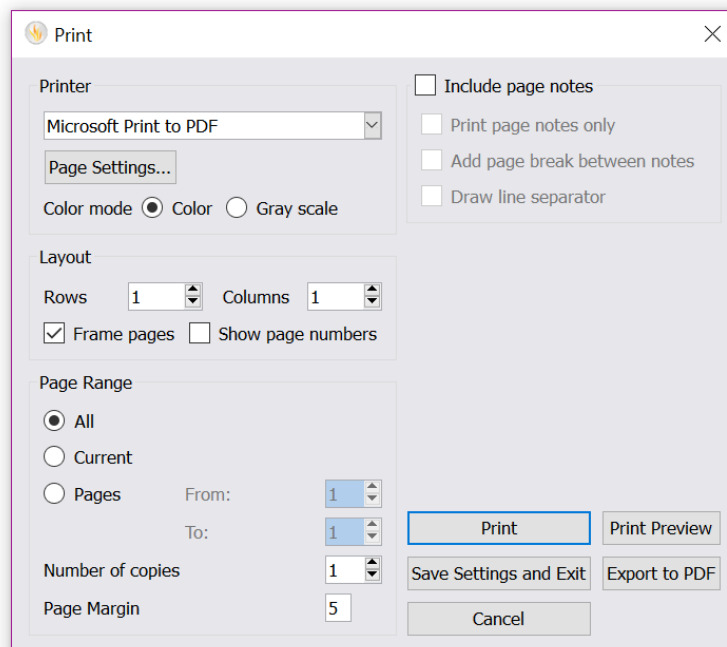 Print
Printer
Microsoft Print to PDF
Page Settings...
Color mode Color Gray scale
Include page notes
Print page notes only
Add page break between notes
Draw line separator
Layout
Rows 1 Columns 1
Frame pages Show page numbers
Page Range
All
Current
Pages From: 1
To: 1
Number of copies 1
Page Margin 5
Print Print Preview
Save Settings and Exit Export to PDF
Cancel